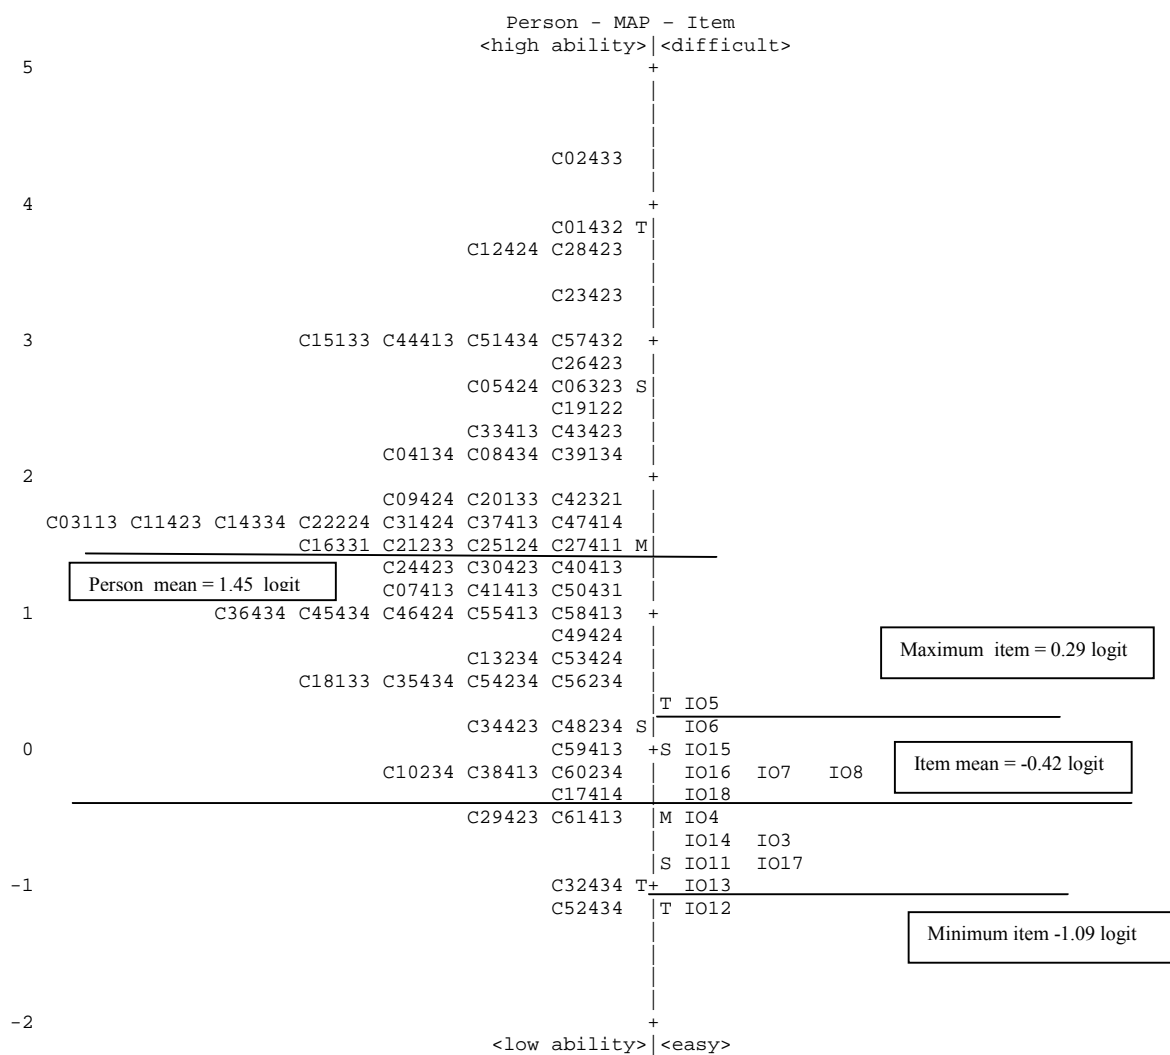 Person - MAP - Item
<high ability>|<difficult>
5 +
|
|
|
|
|
|
C02433 |
|
4 +
C01432 T|
C12424 C28423 |
|
C23423 |
|
3 C15133 C44413 C51434 C57432 +
C26423 |
C05424 C06323 S|
C19122 |
C33413 C43423 |
C04134 C08434 C39134 |
2 +
C09424 C20133 C42321 |
C03113 C11423 C14334 C22224 C31424 C37413 C47414 |
C16331 C21233 C25124 C27411 M|
C24423 C30423 C40413 |
Person mean = 1.45 logit
C07413 C41413 C50431 |
1 C36434 C45434 C46424 C55413 C58413 +
C49424 |
Maximum item = 0.29 logit
C13234 C53424 |
C18133 C35434 C54234 C56234 |
|T IO5
C34423 C48234 S| IO6
0 C59413 +S IO15
Item mean = -0.42 logit
C10234 C38413 C60234 | IO16 IO7 IO8
C17414 | IO18
C29423 C61413 |M IO4
| IO14 IO3
|S IO11 IO17
-1 C32434 T+ IO13
C52434 |T IO12
Minimum item -1.09 logit
|
|
|
|
-2 +
<low ability>|<easy>